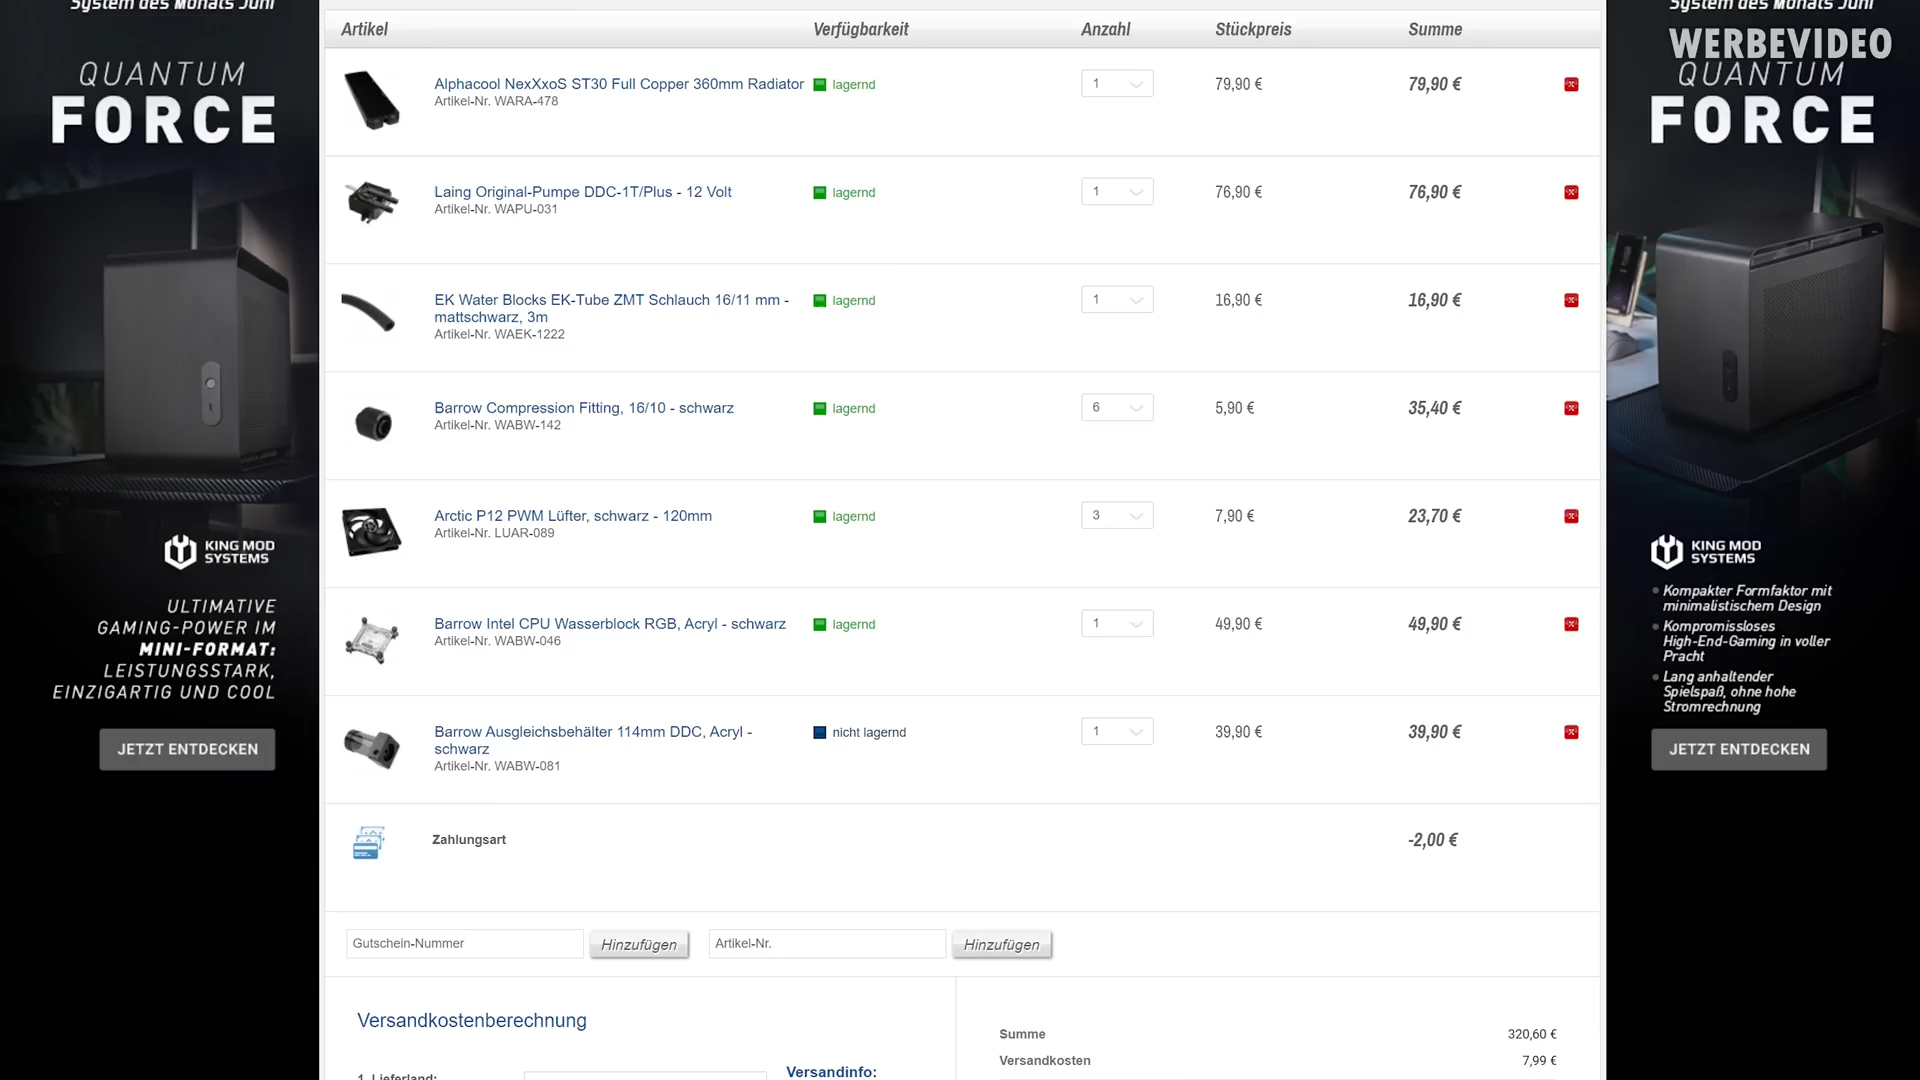 System des Monats Juni
QUANTUM
FORCE
KING MOD
SYSTEMS
ULTIMATIVE
GAMING-POWER IM
MINI-FORMAT:
LEISTUNGSSTARK,
EINZIGARTIG UND COOL
JETZT ENTDECKEN
Artikel Verfügbarkeit Anzahl Stückpreis Summe
Alphacool NexXxoS ST30 Full Copper 360mm Radiator lagernd 1 79,90 € 79,90 €
Artikel-Nr. WARA-478
Laing Original-Pumpe DDC-1T/Plus - 12 Volt lagernd 1 76,90 € 76,90 €
Artikel-Nr. WAPU-031
EK Water Blocks EK-Tube ZMT Schlauch 16/11 mm - lagernd 1 16,90 € 16,90 €
mattschwarz, 3m
Artikel-Nr. WAEK-1222
Barrow Compression Fitting, 16/10 - schwarz lagernd 6 5,90 € 35,40 €
Artikel-Nr. WABW-142
Arctic P12 PWM Lüfter, schwarz - 120mm lagernd 3 7,90 € 23,70 €
Artikel-Nr. LUAR-089
Barrow Intel CPU Wasserblock RGB, Acryl - schwarz lagernd 1 49,90 € 49,90 €
Artikel-Nr. WABW-046
Barrow Ausgleichsbehälter 114mm DDC, Acryl - nicht lagernd 1 39,90 € 39,90 €
schwarz
Artikel-Nr. WABW-081
Zahlungsart -2,00 €
Gutschein-Nummer Hinzufügen Artikel-Nr. Hinzufügen
Versandkostenberechnung
1. Lieferland:
Versandinfo:
Summe 320,60 €
Versandkosten 7,99 €
System des Monats Juni
WERBEVIDEO
QUANTUM
FORCE
KING MOD
SYSTEMS
Kompakter Formfaktor mit
minimalistischem Design
Kompromissloses
High-End-Gaming in voller
Pracht
Lang anhaltender
Spielspaß, ohne hohe
Stromrechnung
JETZT ENTDECKEN